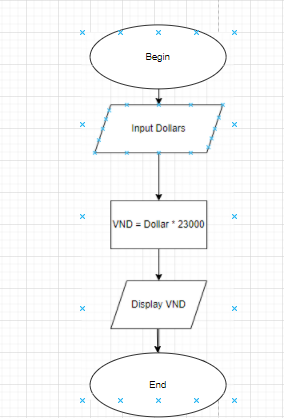 Begin
Input Dollars
VND = Dollar * 23000
Display VND
End